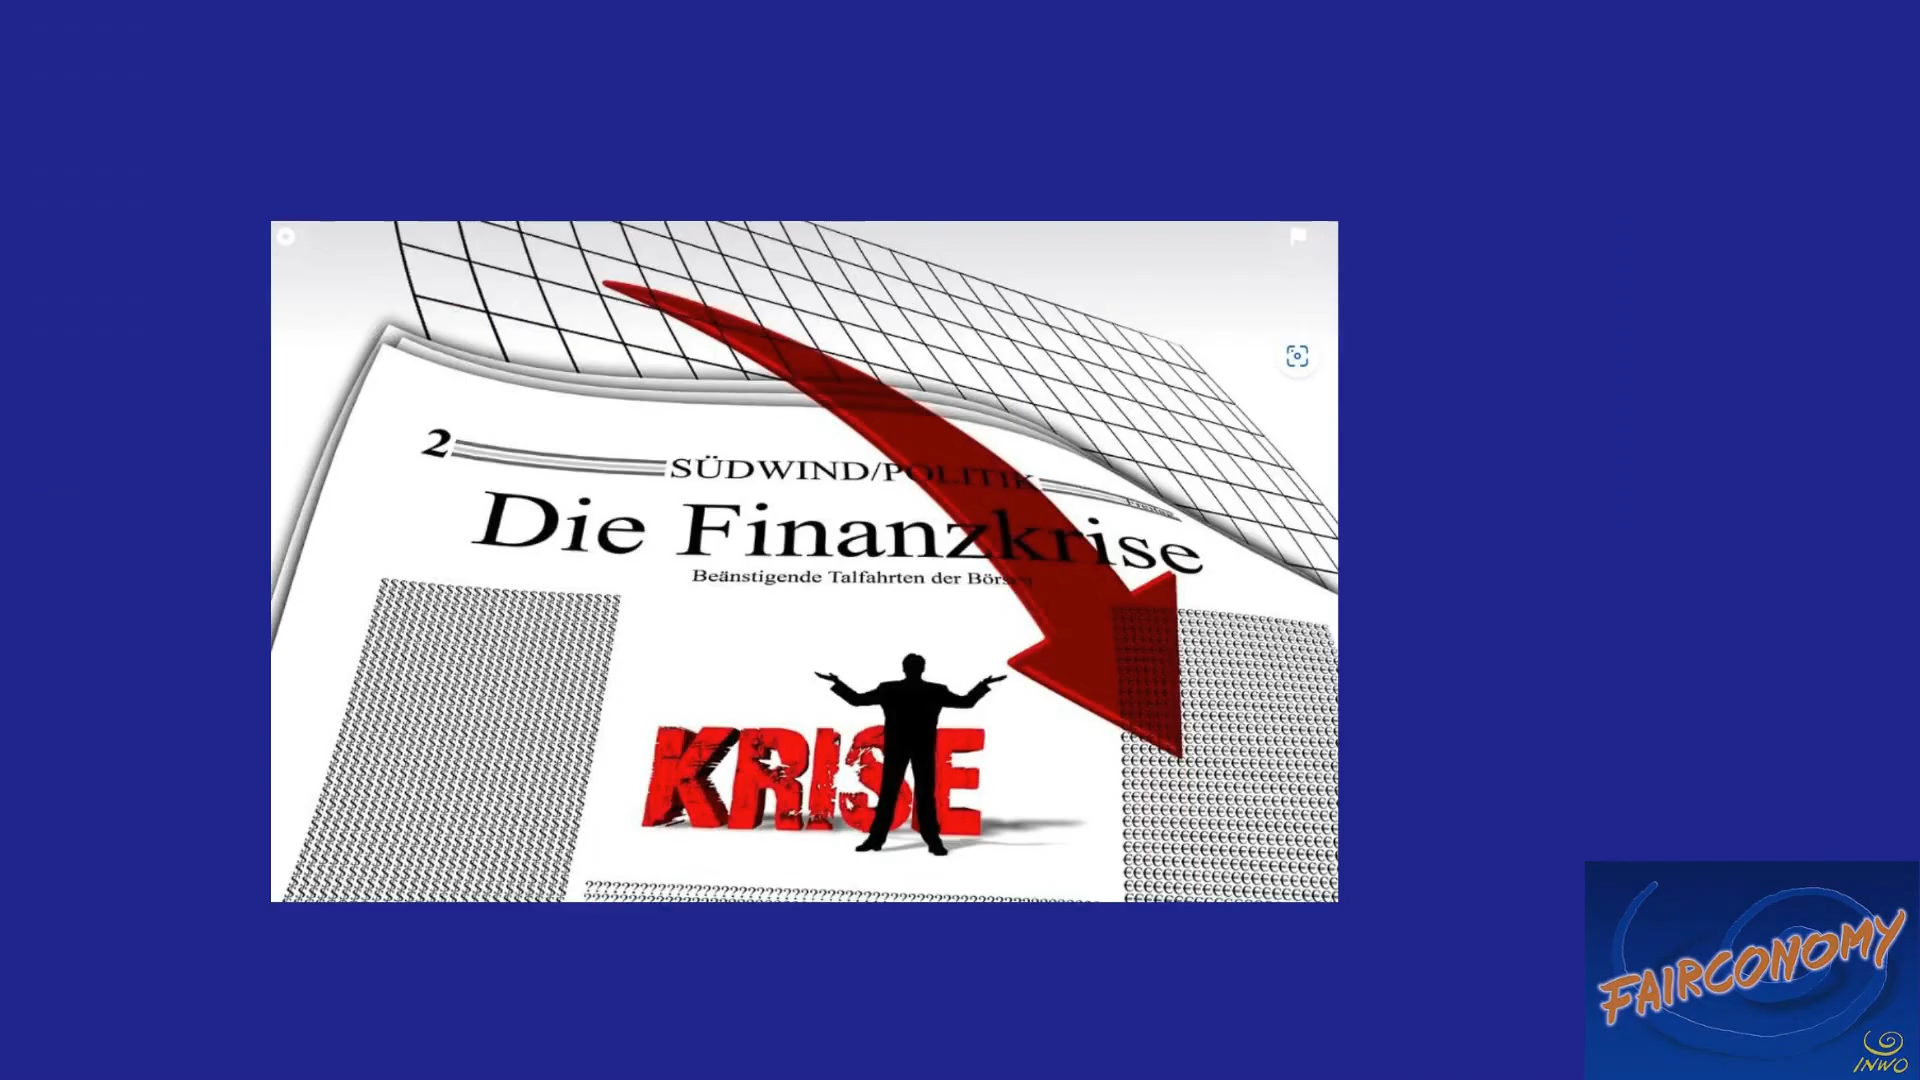 2
SÜDWIND/POLITIK
Die Finanzkrise
Beänstigende Talfahrten der Börsen
KRISE
FAIRCONOMY
INWO